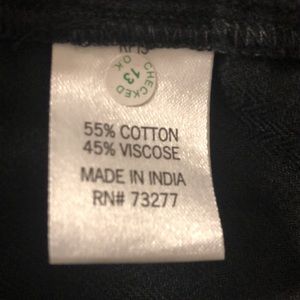 CHECKED
13
OK
55% COTTON
45% VISCOSE
MADE IN INDIA
RN# 73277